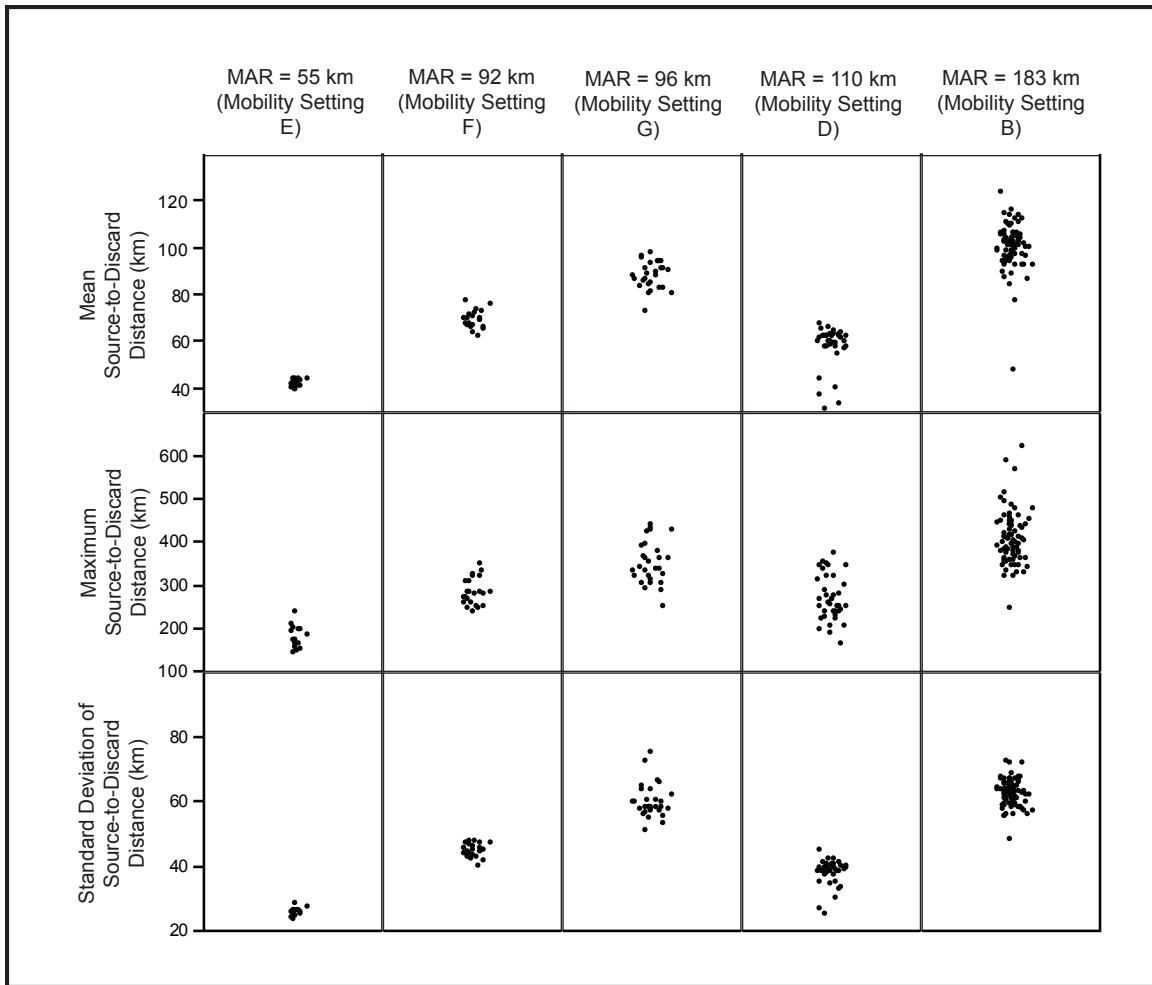 MAR = 55 km
(Mobility Setting
E)
MAR = 92 km
(Mobility Setting
F)
MAR = 96 km
(Mobility Setting
G)
MAR = 110 km
(Mobility Setting
D)
MAR = 183 km
(Mobility Setting
B)
Mean
Source-to-Discard
Distance (km)
120
100
80
60
40
Maximum
Source-to-Discard
Distance (km)
600
500
400
300
200
100
Standard Deviation of
Source-to-Discard
Distance (km)
80
60
40
20